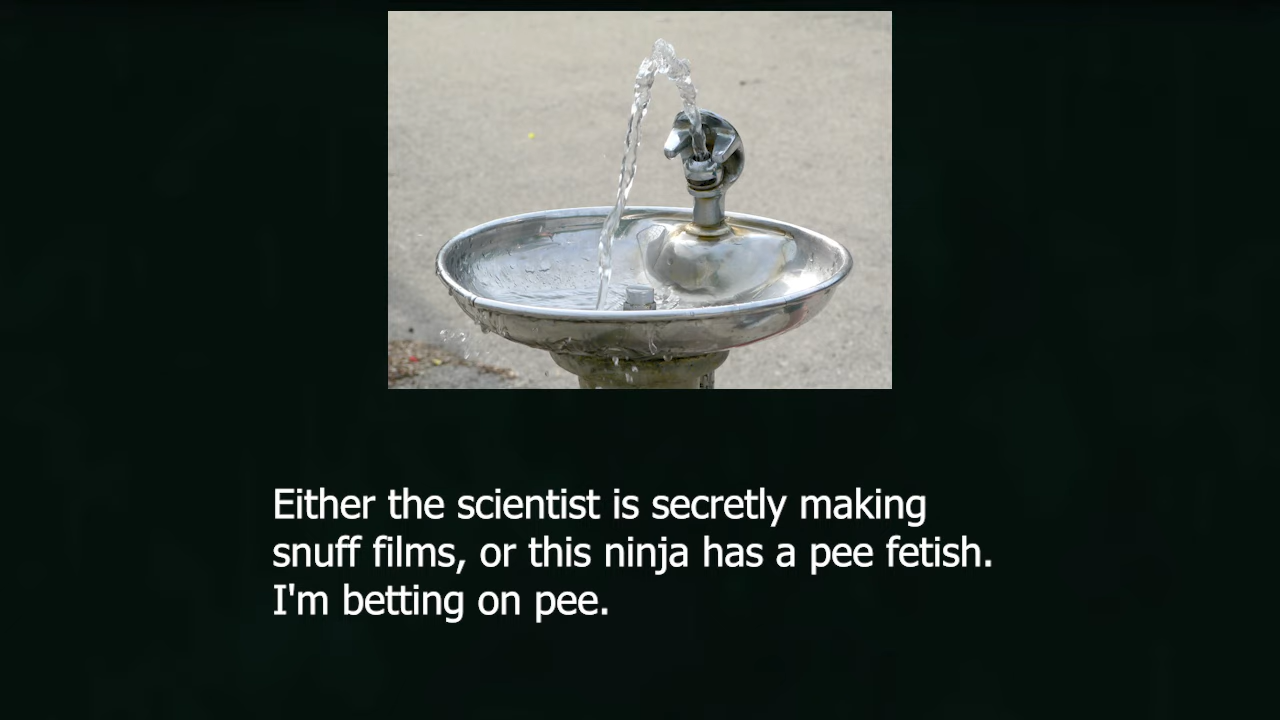 Either the scientist is secretly making
snuff films, or this ninja has a pee fetish.
I'm betting on pee.